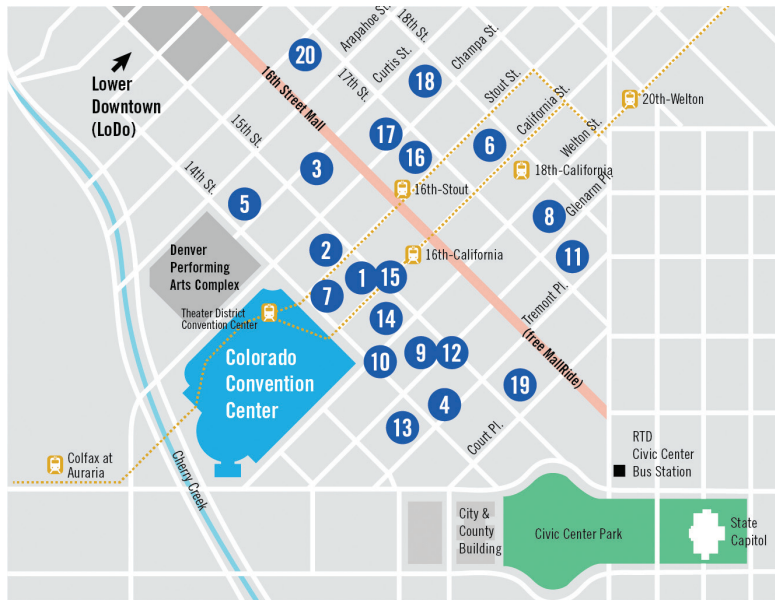 Arapahoe St.
18th St.
Champa St.
20
Curtis St.
17th St.
18
16th Street Mall
Stout St.
Lower
Downtown
(LoDo)
California St.
20th-Welton
15th St.
17
16
6
Welton St.
3
18th-California
14th St.
16th-Stout
Glenarm Pl.
5
8
Denver
Performing
Arts Complex
2
16th-California
11
1
15
7
Tremont Pl.
Theater District
Convention Center
14
(free MallRide)
Colorado
Convention
Center
10
9
12
19
4
13
Court Pl.
Colfax at
Auraria
Cherry Creek
RTD
Civic Center
Bus Station
City &
County
Building
Civic Center Park
State
Capitol